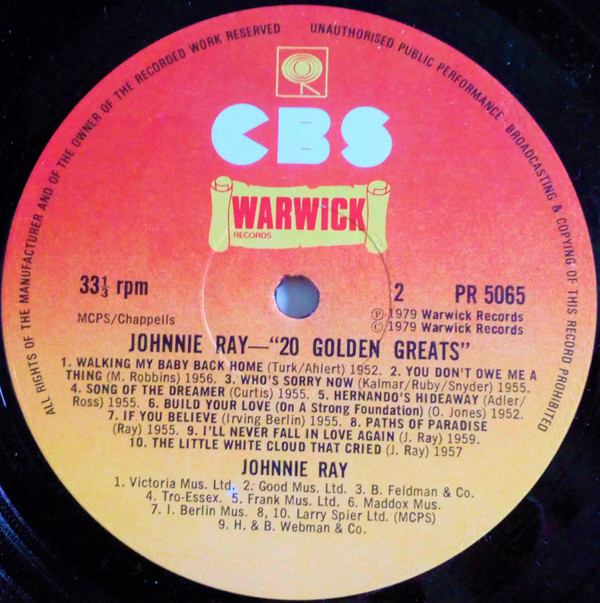 ALL RIGHTS OF THE MANUFACTURER AND OF THE OWNER OF THE RECORDED WORK RESERVED
UNAUTHORISED PUBLIC PERFORMANCE · BROADCASTING & COPYING OF THIS RECORD PROHIBITED
CBS
WARWICK
RECORDS
33⅓ rpm
2 PR 5065
MCPS/Chappells
℗ 1979 Warwick Records
© 1979 Warwick Records
JOHNNIE RAY—"20 GOLDEN GREATS"
1. WALKING MY BABY BACK HOME (Turk/Ahlert) 1952. 2. YOU DON'T OWE ME A
THING (M. Robbins) 1956. 3. WHO'S SORRY NOW (Kalmar/Ruby/Snyder) 1955.
4. SONG OF THE DREAMER (Curtis) 1955. 5. HERNANDO'S HIDEAWAY (Adler/
Ross) 1955. 6. BUILD YOUR LOVE (On A Strong Foundation) (O. Jones) 1952.
7. IF YOU BELIEVE (Irving Berlin) 1955. 8. PATHS OF PARADISE
(Ray) 1955. 9. I'LL NEVER FALL IN LOVE AGAIN (J. Ray) 1959.
10. THE LITTLE WHITE CLOUD THAT CRIED (J. Ray) 1957
JOHNNIE RAY
1. Victoria Mus. Ltd. 2. Good Mus. Ltd. 3. B. Feldman & Co.
4. Tro-Essex. 5. Frank Mus. Ltd. 6. Maddox Mus.
7. I. Berlin Mus. 8, 10. Larry Spier Ltd. (MCPS)
9. H. & B. Webman & Co.